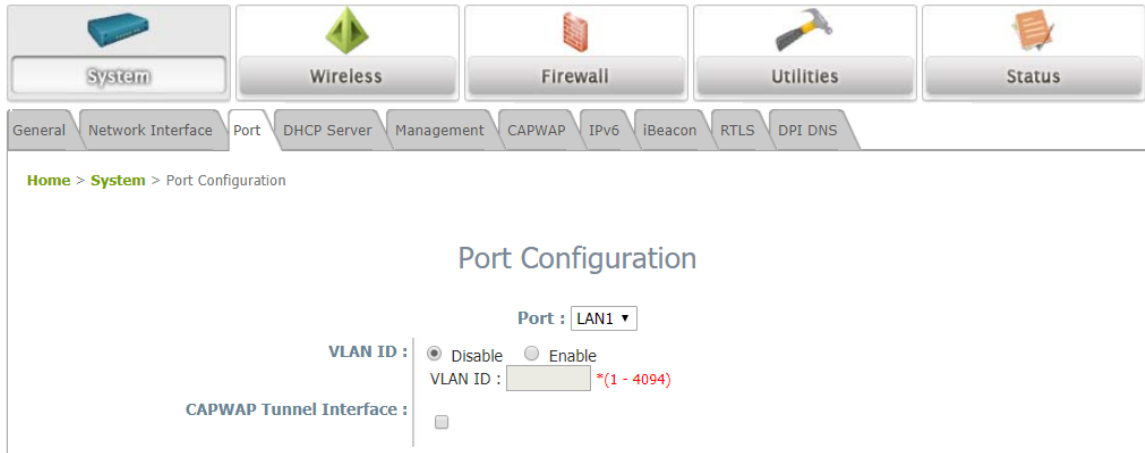 System Wireless Firewall Utilities Status
General Network Interface Port DHCP Server Management CAPWAP IPv6 iBeacon RTLS DPI DNS
Home > System > Port Configuration
Port Configuration
Port : LAN1
VLAN ID : Disable Enable
VLAN ID : *(1 - 4094)
CAPWAP Tunnel Interface :